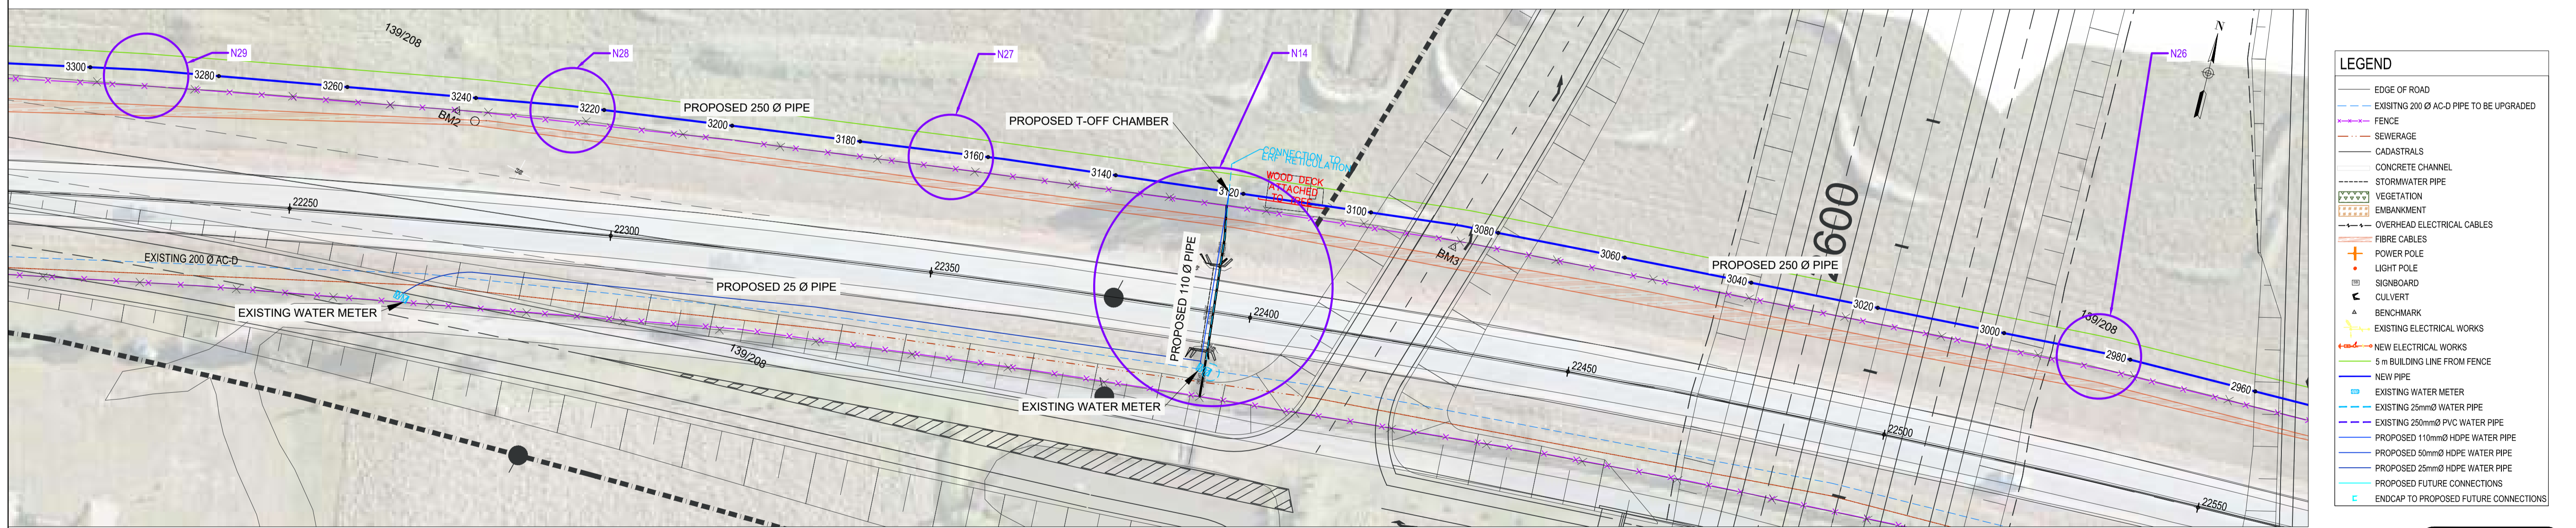 139/208
N29
N28
N27
N14
N26
N
3300
3280
3260
3240
3220
3200
3180
3160
3140
3120
3100
3080
3060
3040
3020
3000
2980
2960
PROPOSED 250 Ø PIPE
PROPOSED T-OFF CHAMBER
CONNECTION TO
ERF RETICULATION
WOOD DECK
ATTACHED
TO TREE
BM2
BM3
PROPOSED 250 Ø PIPE
139/208
22250
22300
22350
22400
22450
22500
22550
EXISTING 200 Ø AC-D
PROPOSED 25 Ø PIPE
PROPOSED 110 Ø PIPE
EXISTING WATER METER
139/208
EXISTING WATER METER
LEGEND
EDGE OF ROAD
EXISITNG 200 Ø AC-D PIPE TO BE UPGRADED
FENCE
SEWERAGE
CADASTRALS
CONCRETE CHANNEL
STORMWATER PIPE
VEGETATION
EMBANKMENT
OVERHEAD ELECTRICAL CABLES
FIBRE CABLES
POWER POLE
LIGHT POLE
SIGNBOARD
CULVERT
BENCHMARK
EXISTING ELECTRICAL WORKS
NEW ELECTRICAL WORKS
5 m BUILDING LINE FROM FENCE
NEW PIPE
EXISTING WATER METER
EXISTING 25mmØ WATER PIPE
EXISTING 250mmØ PVC WATER PIPE
PROPOSED 110mmØ HDPE WATER PIPE
PROPOSED 50mmØ HDPE WATER PIPE
PROPOSED 25mmØ HDPE WATER PIPE
PROPOSED FUTURE CONNECTIONS
ENDCAP TO PROPOSED FUTURE CONNECTIONS